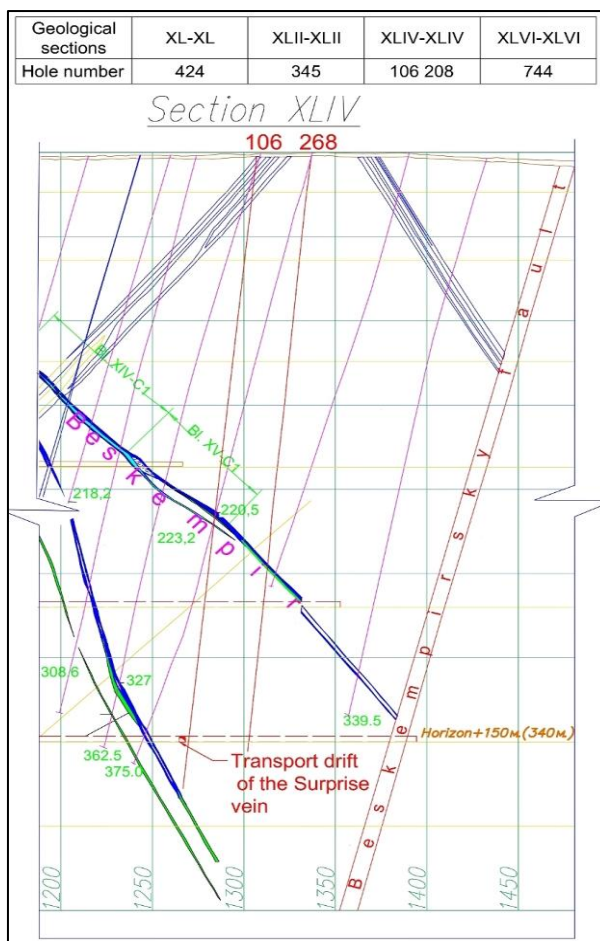 Geological sections XL-XL XLII-XLII XLIV-XLIV XLVI-XLVI
Hole number 424 345 106 208 744
Section XLIV
106 268
Bl. XIV-C1
Bl. XV-C1
Beskempir
Beskempirsky fault
218,2
220,5
223,2
308.6
327
339.5
362.5
375.0
Horizon+150м.(340м.)
Transport drift
of the Surprise
vein
1200 1250 1300 1350 1400 1450